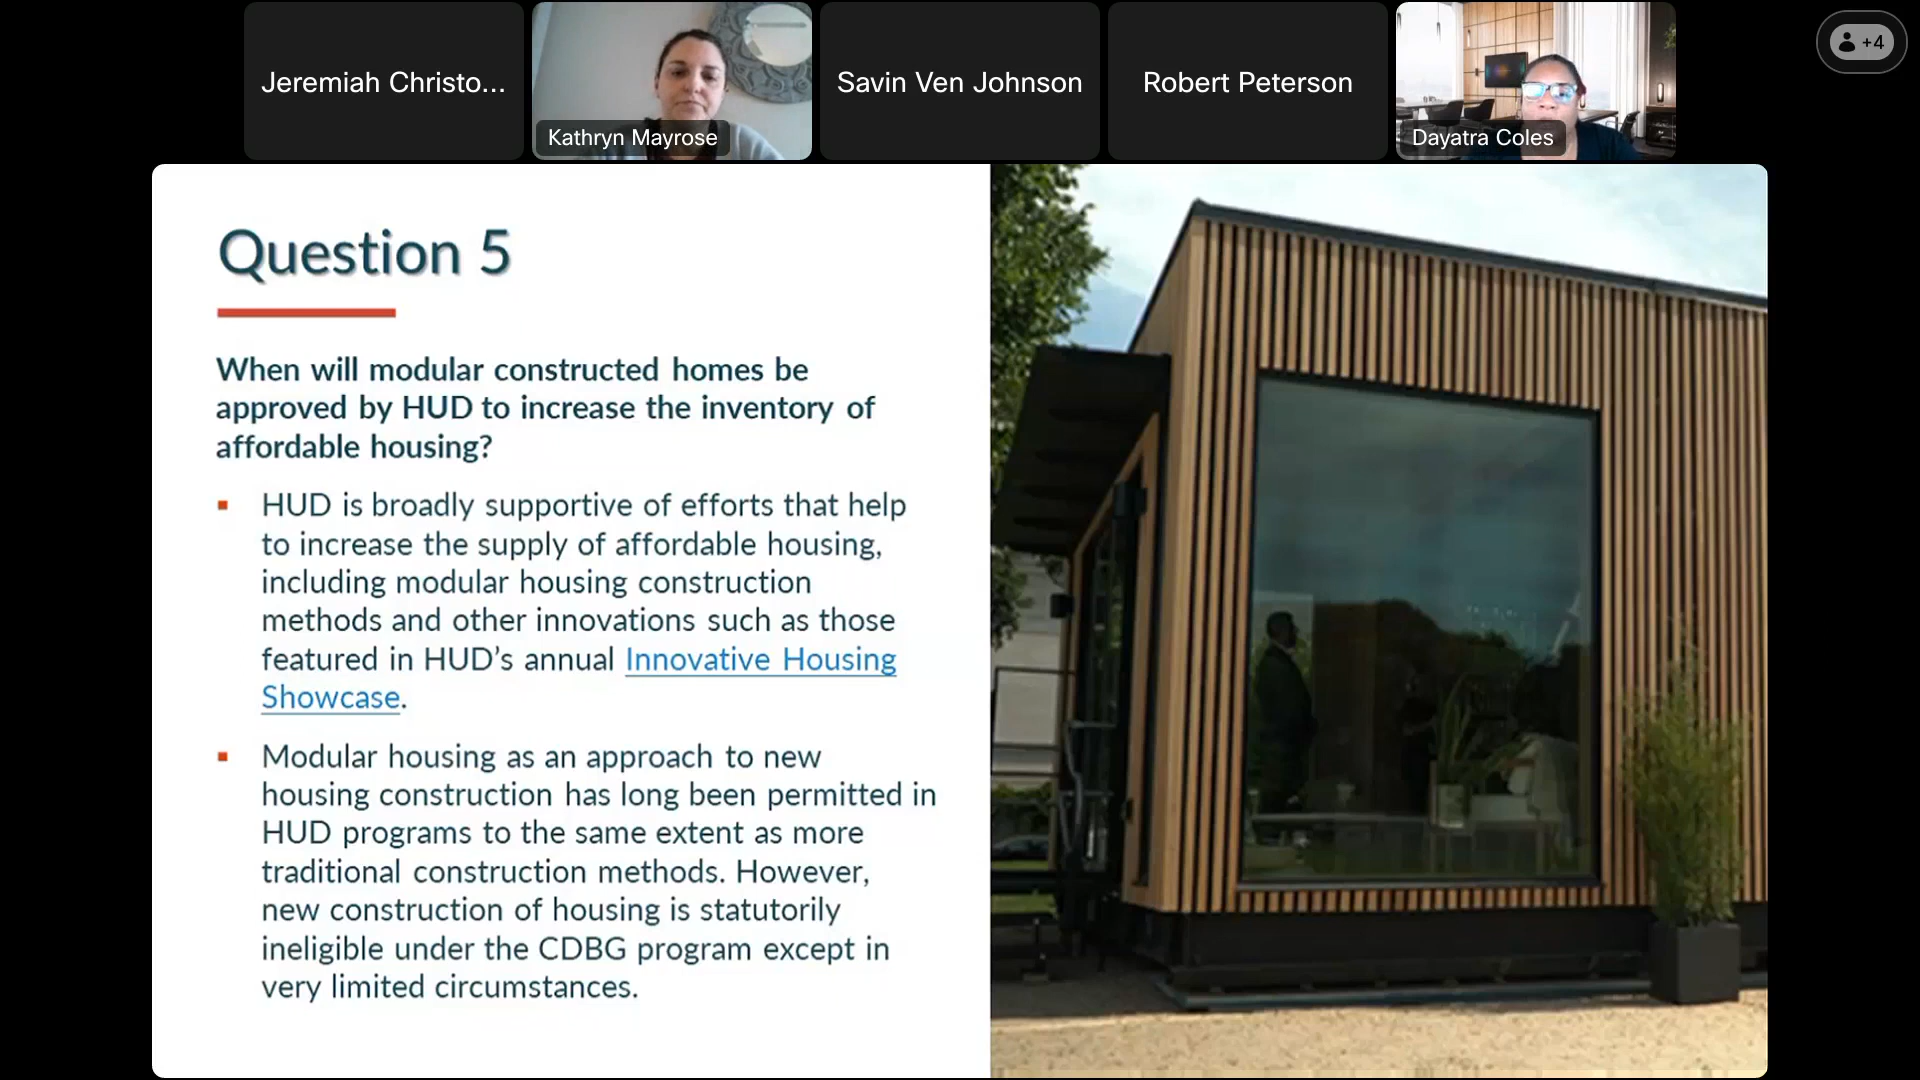 Jeremiah Christo...
Kathryn Mayrose
Savin Ven Johnson
Robert Peterson
Dayatra Coles
+4
Question 5
When will modular constructed homes be
approved by HUD to increase the inventory of
affordable housing?
▪ HUD is broadly supportive of efforts that help
to increase the supply of affordable housing,
including modular housing construction
methods and other innovations such as those
featured in HUD’s annual Innovative Housing
Showcase.
▪ Modular housing as an approach to new
housing construction has long been permitted in
HUD programs to the same extent as more
traditional construction methods. However,
new construction of housing is statutorily
ineligible under the CDBG program except in
very limited circumstances.